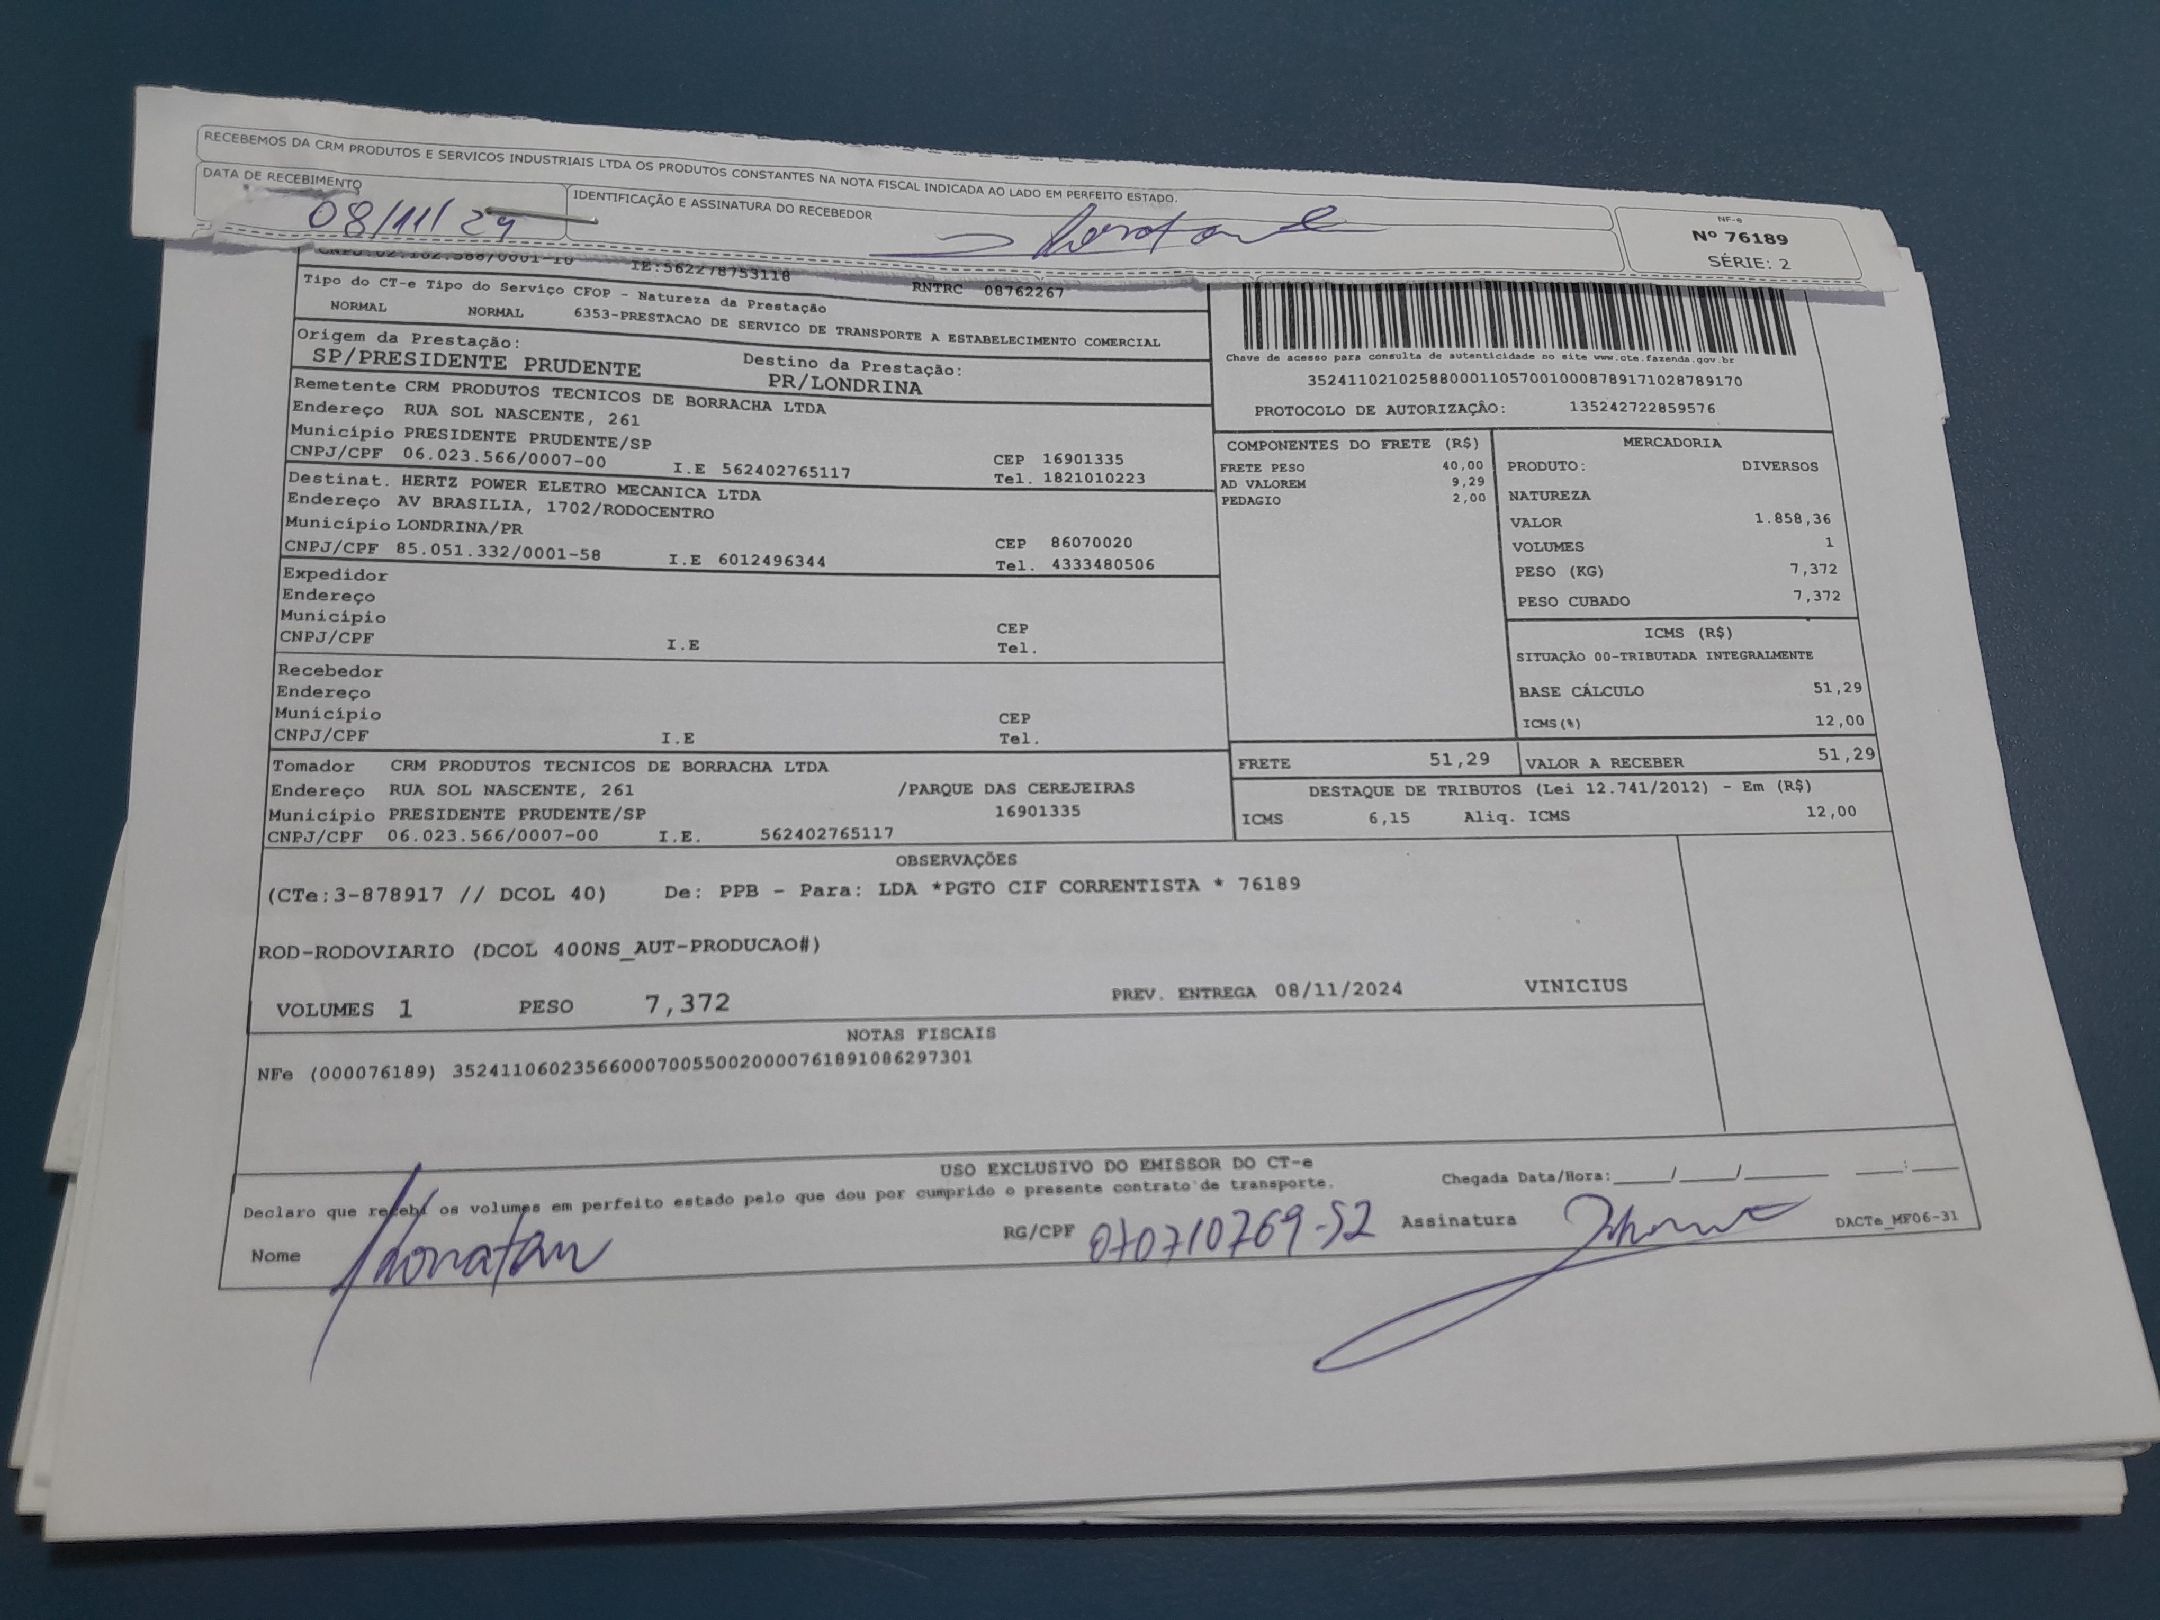 RECEBEMOS DA CRM PRODUTOS E SERVICOS INDUSTRIAIS LTDA OS PRODUTOS CONSTANTES NA NOTA FISCAL INDICADA AO LADO EM PERFEITO ESTADO.
DATA DE RECEBIMENTO
08/11/24
IDENTIFICAÇÃO E ASSINATURA DO RECEBEDOR
NF-e
Nº 76189
SÉRIE: 2
IE:562278753118
RNTRC 08762267
Tipo do CT-e Tipo do Serviço CFOP - Natureza da Prestação
NORMAL NORMAL 6353-PRESTACAO DE SERVICO DE TRANSPORTE A ESTABELECIMENTO COMERCIAL
Origem da Prestação: Destino da Prestação:
SP/PRESIDENTE PRUDENTE PR/LONDRINA
Remetente CRM PRODUTOS TECNICOS DE BORRACHA LTDA
Endereço RUA SOL NASCENTE, 261
Município PRESIDENTE PRUDENTE/SP CEP 16901335
CNPJ/CPF 06.023.566/0007-00 I.E 562402765117 Tel. 1821010223
Destinat. HERTZ POWER ELETRO MECANICA LTDA
Endereço AV BRASILIA, 1702/RODOCENTRO
Município LONDRINA/PR CEP 86070020
CNPJ/CPF 85.051.332/0001-58 I.E 6012496344 Tel. 4333480506
Expedidor
Endereço
Município CEP
CNPJ/CPF I.E Tel.
Recebedor
Endereço
Município CEP
CNPJ/CPF I.E Tel.
Tomador CRM PRODUTOS TECNICOS DE BORRACHA LTDA
Endereço RUA SOL NASCENTE, 261 /PARQUE DAS CEREJEIRAS
Município PRESIDENTE PRUDENTE/SP 16901335
CNPJ/CPF 06.023.566/0007-00 I.E. 562402765117
Chave de acesso para consulta de autenticidade no site www.cte.fazenda.gov.br
35241102102588000110570010008789171028789170
PROTOCOLO DE AUTORIZAÇÂO: 135242722859576
COMPONENTES DO FRETE (R$)
FRETE PESO 40,00
AD VALOREM 9,29
PEDAGIO 2,00
MERCADORIA
PRODUTO: DIVERSOS
NATUREZA
VALOR 1.858,36
VOLUMES 1
PESO (KG) 7,372
PESO CUBADO 7,372
ICMS (R$)
SITUAÇÃO 00-TRIBUTADA INTEGRALMENTE
BASE CÁLCULO 51,29
ICMS(%) 12,00
FRETE 51,29 VALOR A RECEBER 51,29
DESTAQUE DE TRIBUTOS (Lei 12.741/2012) - Em (R$)
ICMS 6,15 Aliq. ICMS 12,00
OBSERVAÇÕES
(CTe:3-878917 // DCOL 40) De: PPB - Para: LDA *PGTO CIF CORRENTISTA * 76189
ROD-RODOVIARIO (DCOL 400NS_AUT-PRODUCAO#)
VOLUMES 1 PESO 7,372 PREV. ENTREGA 08/11/2024 VINICIUS
NOTAS FISCAIS
NFe (000076189) 35241106023566000700550020000761891086297301
USO EXCLUSIVO DO EMISSOR DO CT-e
Declaro que recebi os volumes em perfeito estado pelo que dou por cumprido o presente contrato de transporte.
Chegada Data/Hora:____/____/______ ___:___
Nome
RG/CPF 070710769-52 Assinatura
DACTe_MF06-31